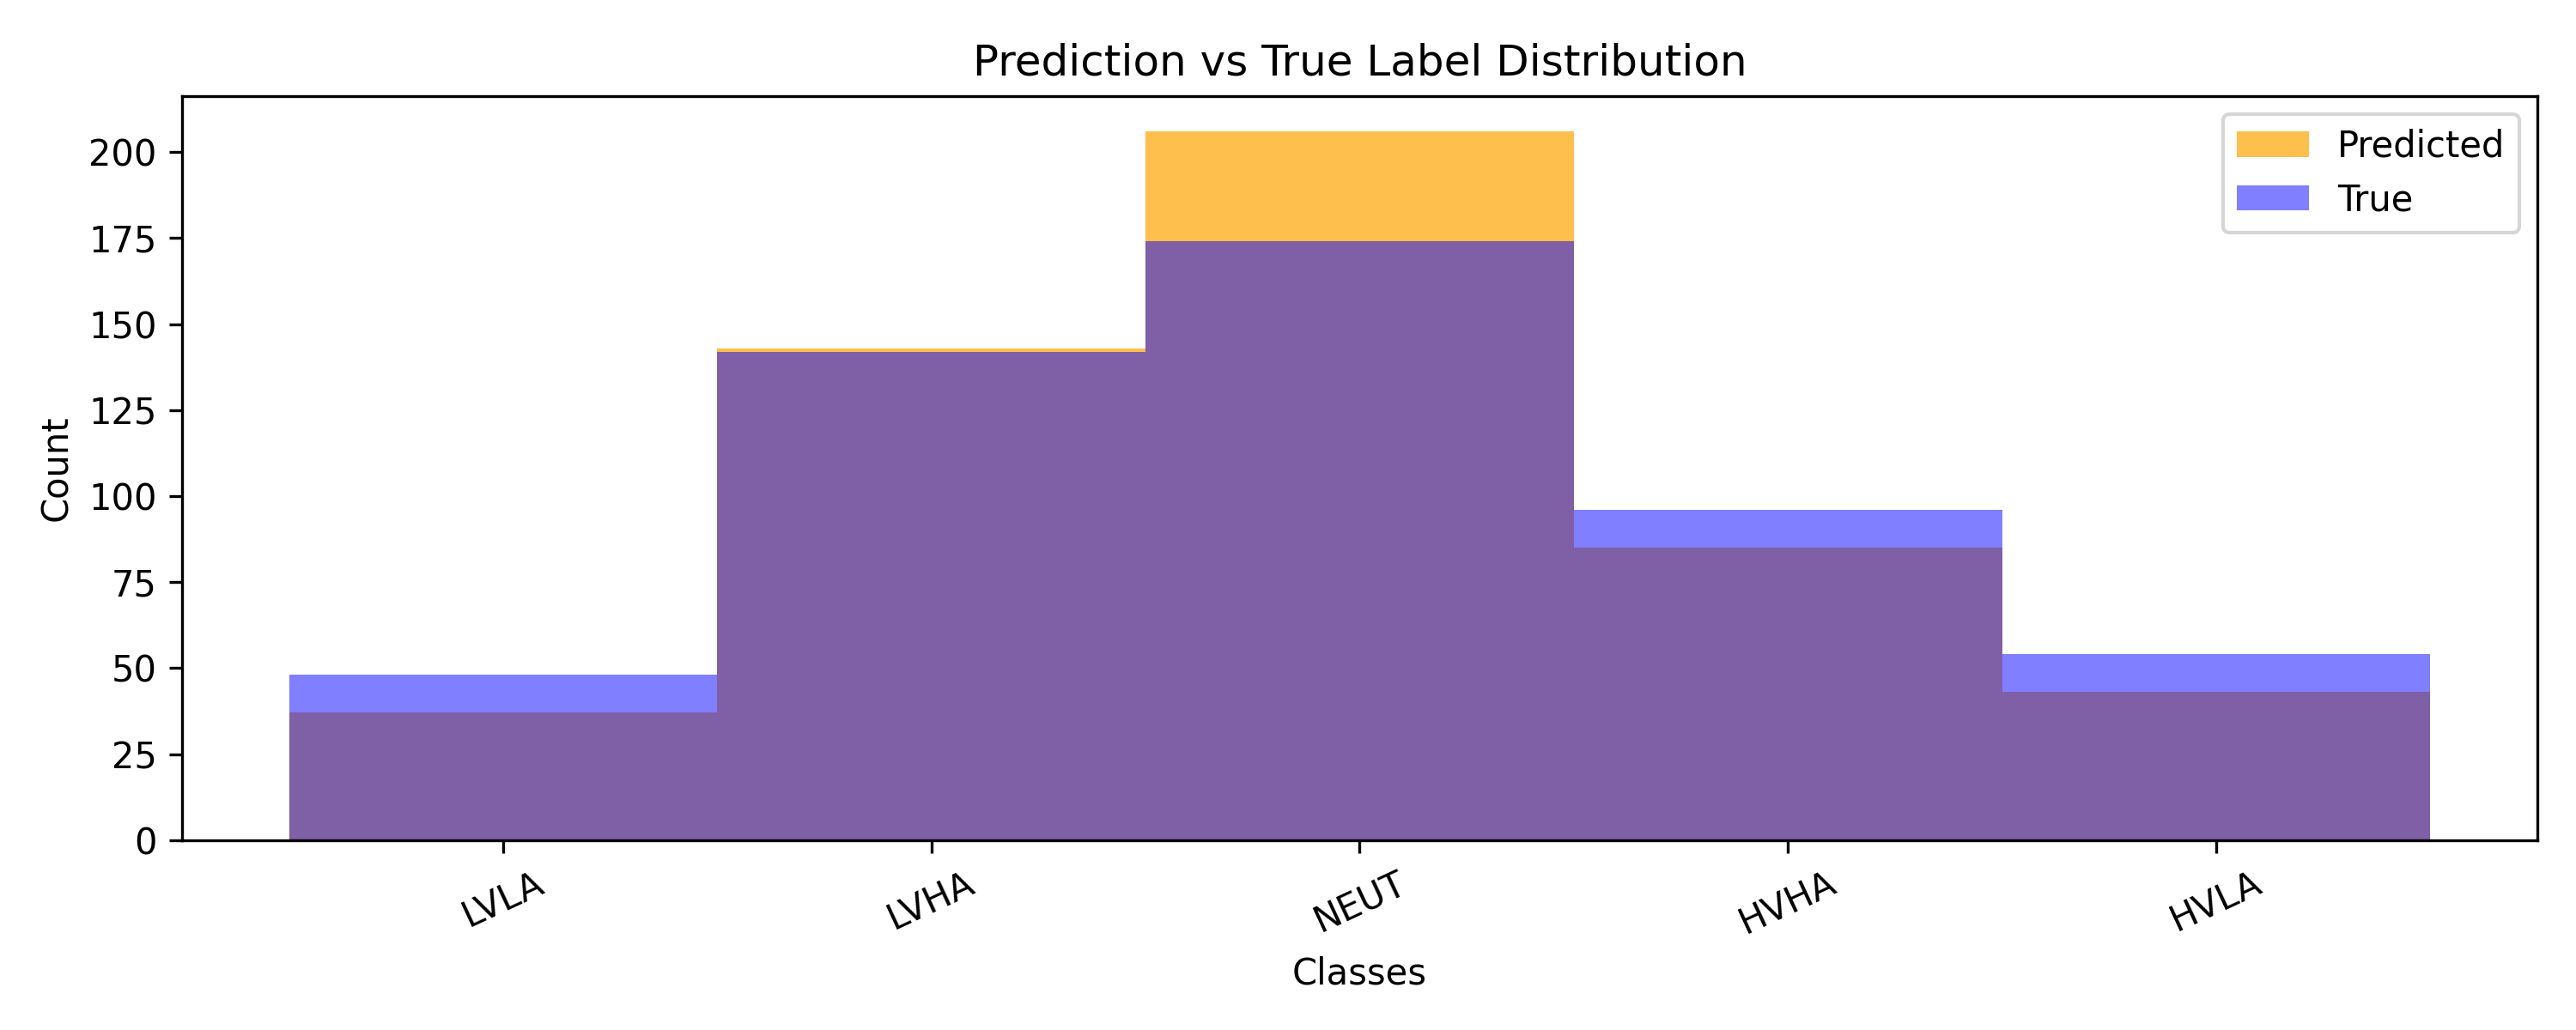 Prediction vs True Label Distribution
Predicted
True
Count
200
175
150
125
100
75
50
25
0
LVLA
LVHA
NEUT
HVHA
HVLA
Classes